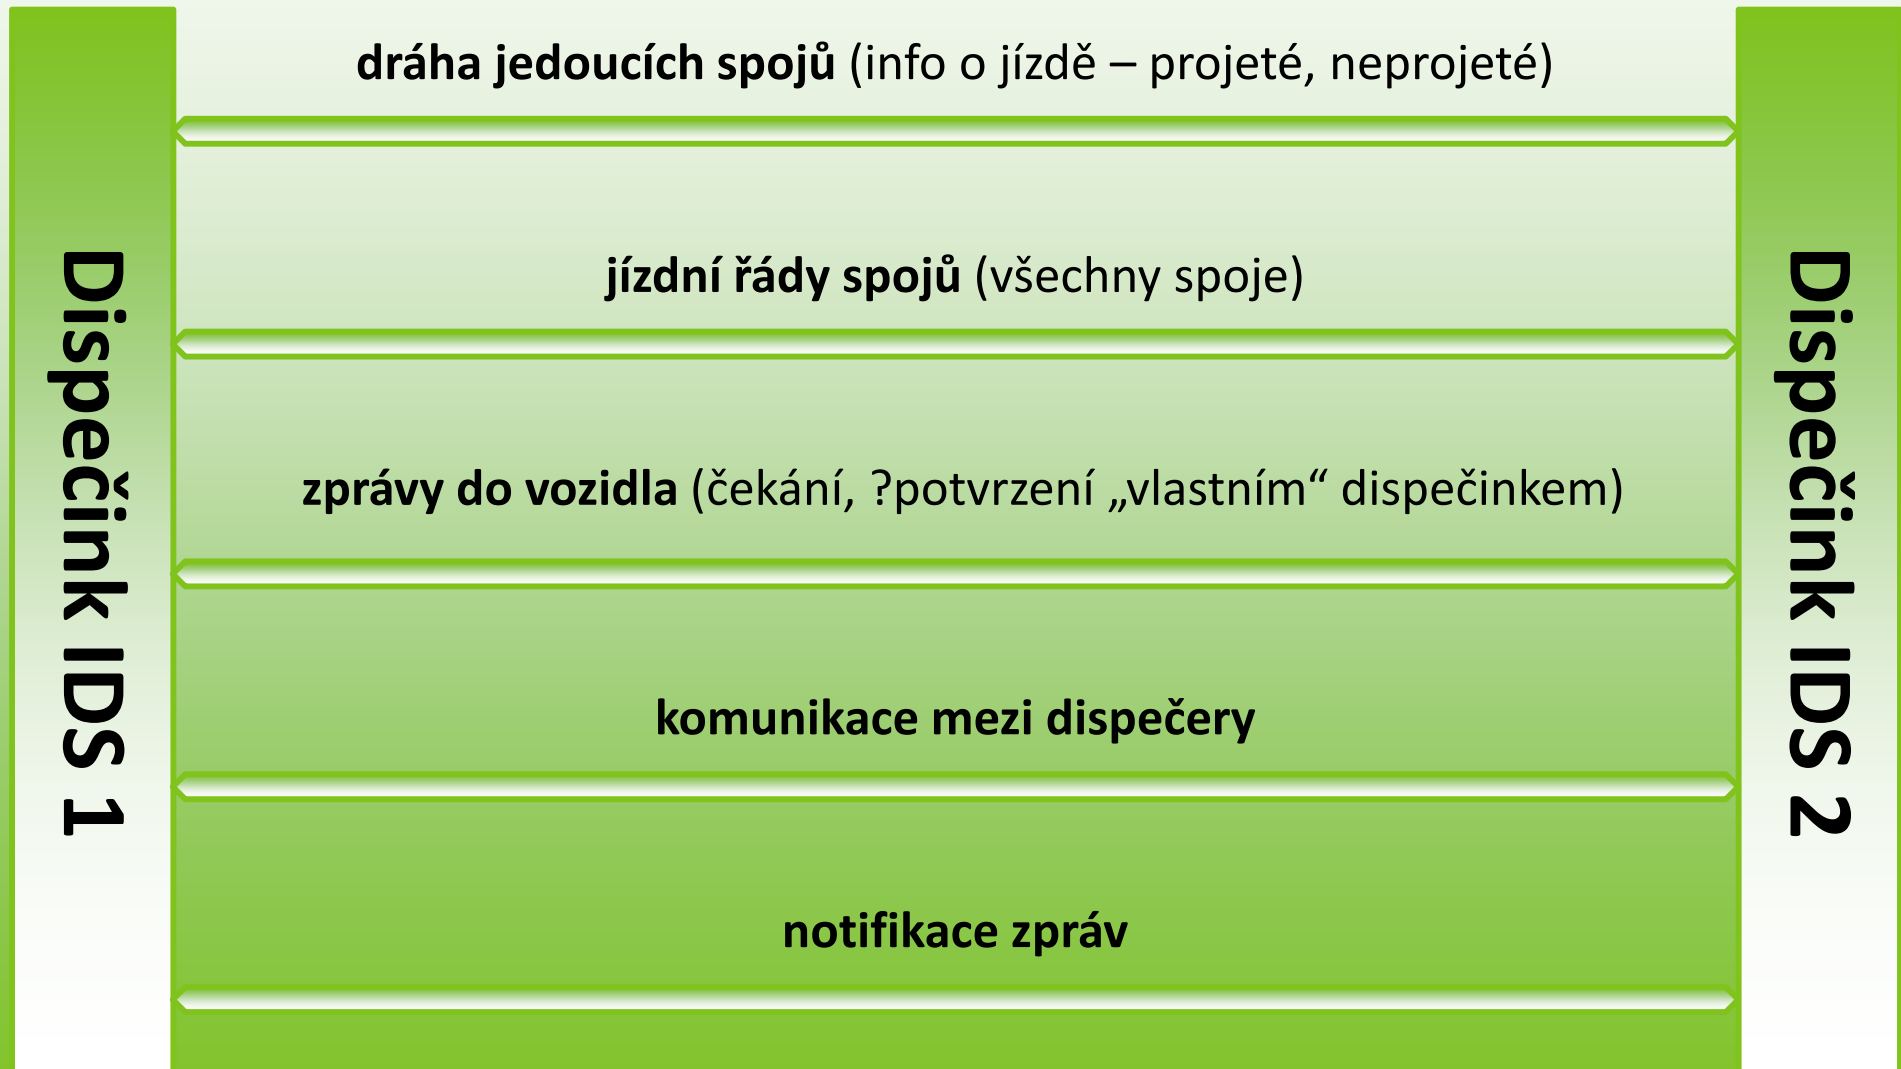 Dispečink IDS 1
dráha jedoucích spojů (info o jízdě – projeté, neprojeté)
jízdní řády spojů (všechny spoje)
zprávy do vozidla (čekání, ?potvrzení „vlastním“ dispečinkem)
komunikace mezi dispečery
notifikace zpráv
Dispečink IDS 2